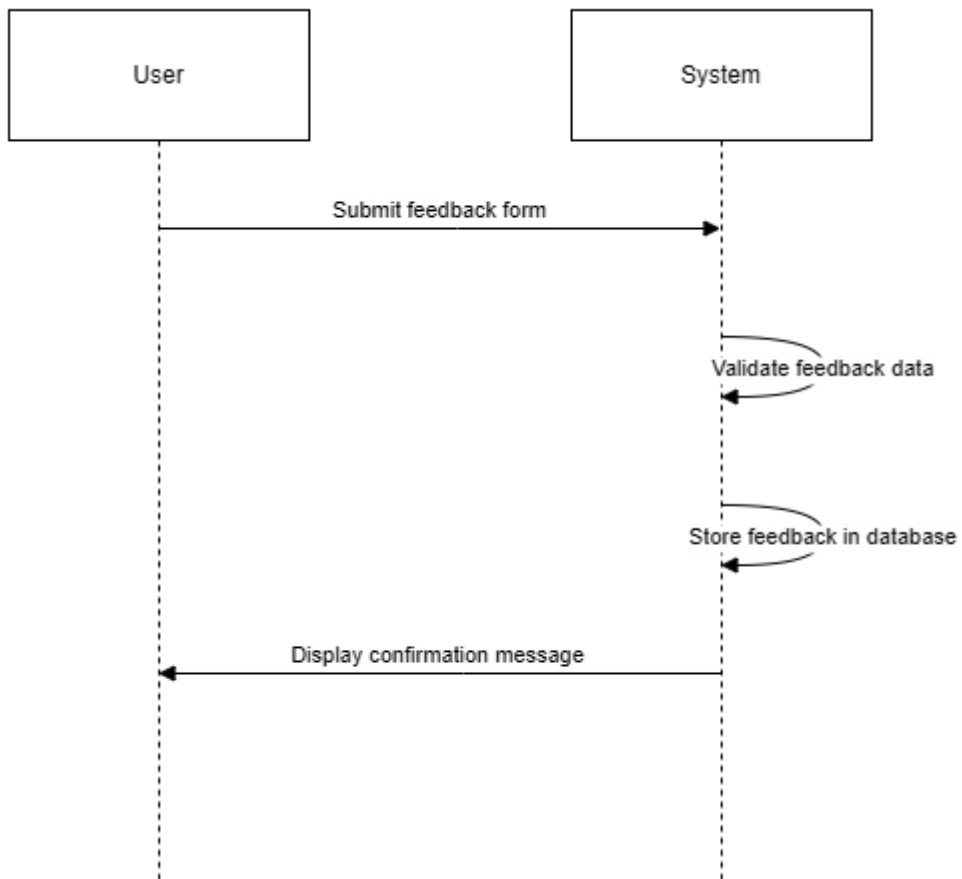 User
System
Submit feedback form
Validate feedback data
Store feedback in database
Display confirmation message